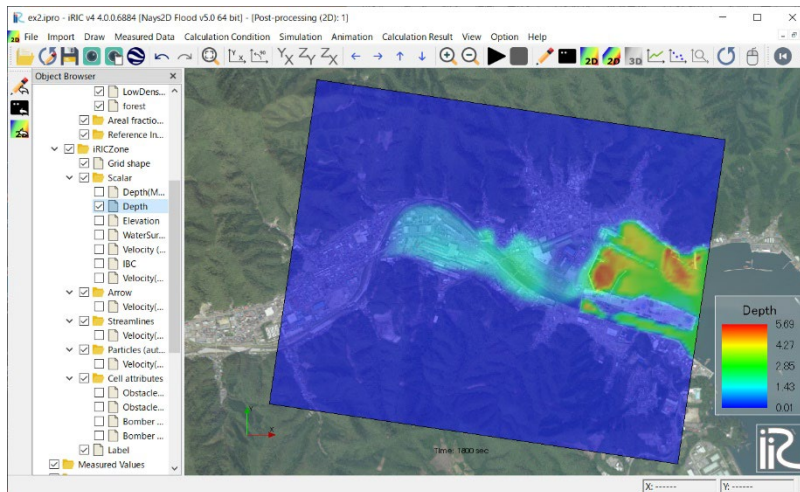 ex2.ipro - iRIC v4 4.0.0.6884 [Nays2D Flood v5.0 64 bit] - [Post-processing (2D): 1]
File Import Draw Measured Data Calculation Condition Simulation Animation Calculation Result View Option Help
2D 2D 3D
Object Browser
LowDens...
forest
Areal fractio...
Reference In...
iRICZone
Grid shape
Scalar
Depth(M...
Depth
Elevation
WaterSur...
Velocity (...
IBC
Velocity(...
Arrow
Velocity(...
Streamlines
Velocity(...
Particles (aut...
Velocity(...
Cell attributes
Obstacle...
Obstacle...
Bomber ...
Bomber ...
Label
Measured Values
Depth
5.69
4.27
2.85
1.43
0.01
Time: 1800 sec
iRIC
X: ------
Y: ------